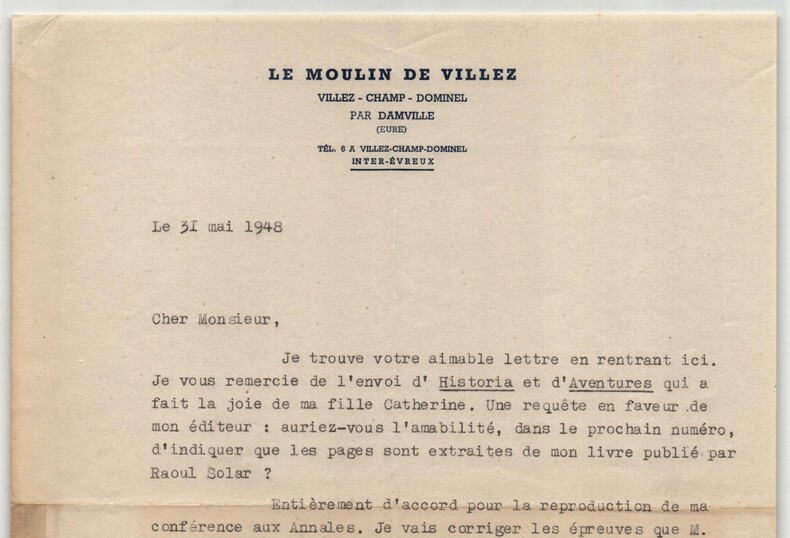 LE MOULIN DE VILLEZ
VILLEZ - CHAMP - DOMINEL
PAR DAMVILLE
(EURE)
TÉL. 6 A VILLEZ-CHAMP-DOMINEL
INTER-ÉVREUX
Le 3I mai 1948
Cher Monsieur,
Je trouve votre aimable lettre en rentrant ici.
Je vous remercie de l'envoi d' Historia et d'Aventures qui a
fait la joie de ma fille Catherine. Une requête en faveur de
mon éditeur : auriez-vous l'amabilité, dans le prochain numéro,
d'indiquer que les pages sont extraites de mon livre publié par
Raoul Solar ?
Entièrement d'accord pour la reproduction de ma
conférence aux Annales. Je vais corriger les épreuves que M.